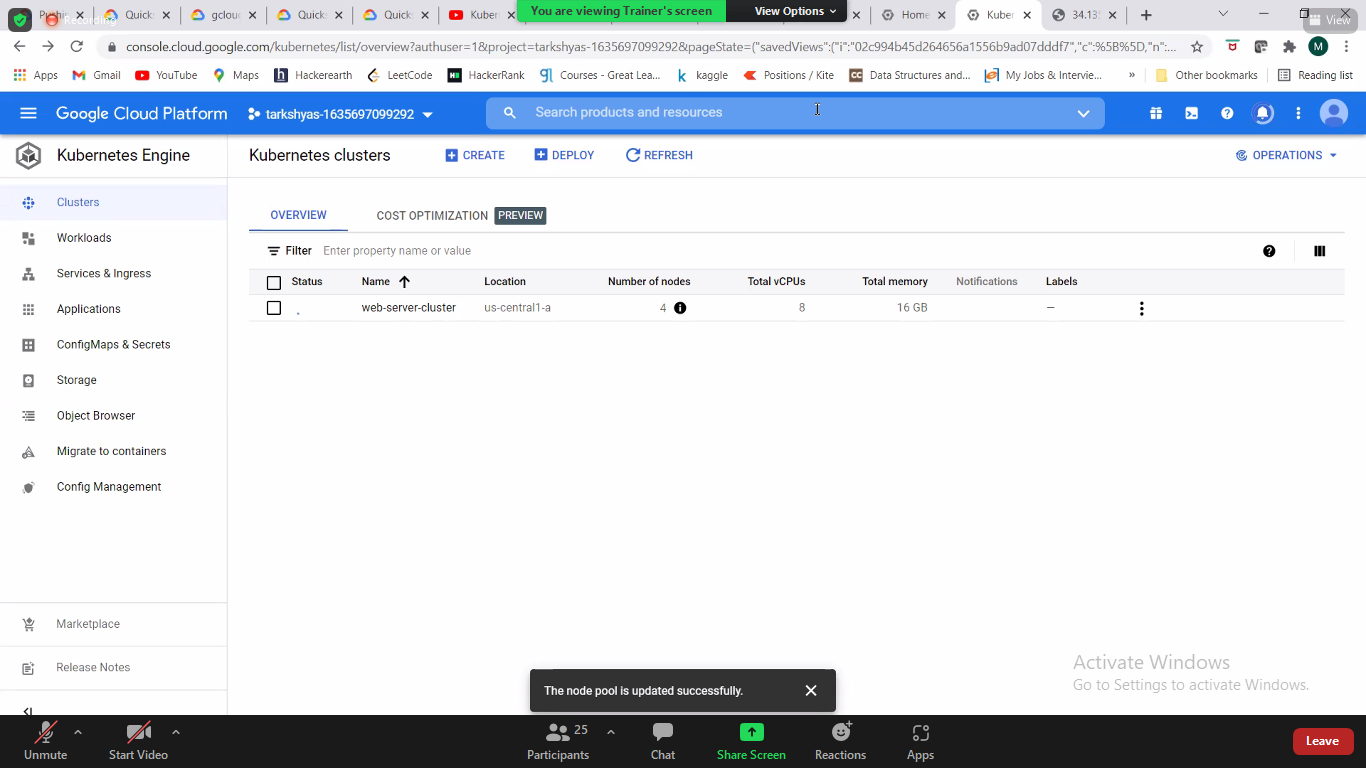 Recording
Quick
gclou
Quick
Quick
Kuber
You are viewing Trainer's screen
View Options
Home
Kuber
34.13
View
console.cloud.google.com/kubernetes/list/overview?authuser=1&project=tarkshyas-1635697099292&pageState=("savedViews":("i":"02c994b45d264656a1556b9ad07dddf7","c":%5B%5D,"n":...
M
Apps
Gmail
YouTube
Maps
Hackerearth
LeetCode
HackerRank
Courses - Great Lea...
kaggle
Positions / Kite
Data Structures and...
My Jobs & Intervie...
»
Other bookmarks
Reading list
Google Cloud Platform
tarkshyas-1635697099292
Search products and resources
Kubernetes Engine
Kubernetes clusters
CREATE
DEPLOY
REFRESH
OPERATIONS
Clusters
Workloads
Services & Ingress
Applications
ConfigMaps & Secrets
Storage
Object Browser
Migrate to containers
Config Management
Marketplace
Release Notes
OVERVIEW
COST OPTIMIZATION PREVIEW
Filter Enter property name or value
Status Name Location Number of nodes Total vCPUs Total memory Notifications Labels
web-server-cluster us-central1-a 4 8 16 GB —
Activate Windows
Go to Settings to activate Windows.
The node pool is updated successfully.
Unmute
Start Video
Participants 25
Chat
Share Screen
Reactions
Apps
Leave